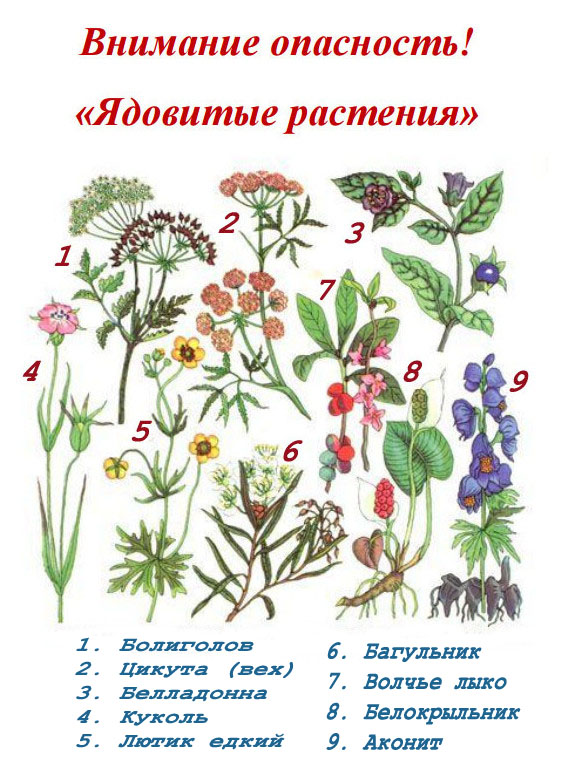 Внимание опасность!
«Ядовитые растения»
1
2
3
4
5
6
7
8
9
1. Болиголов
2. Цикута (вех)
3. Белладонна
4. Куколь
5. Лютик едкий
6. Багульник
7. Волчье лыко
8. Белокрыльник
9. Аконит